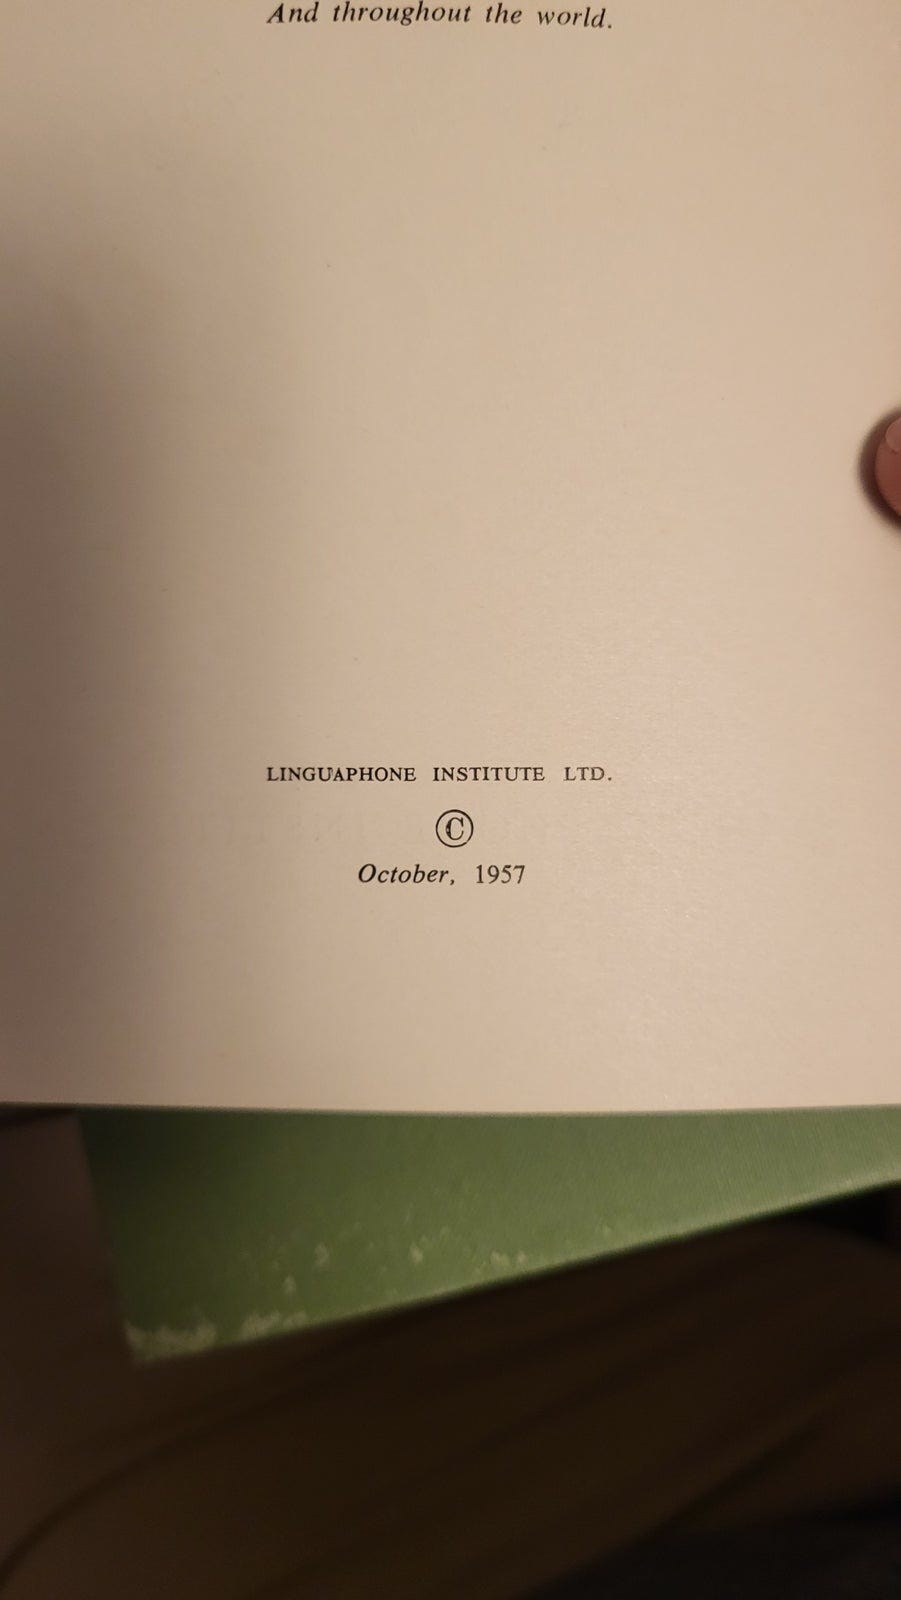 And throughout the world.
LINGUAPHONE INSTITUTE LTD.
©
October, 1957